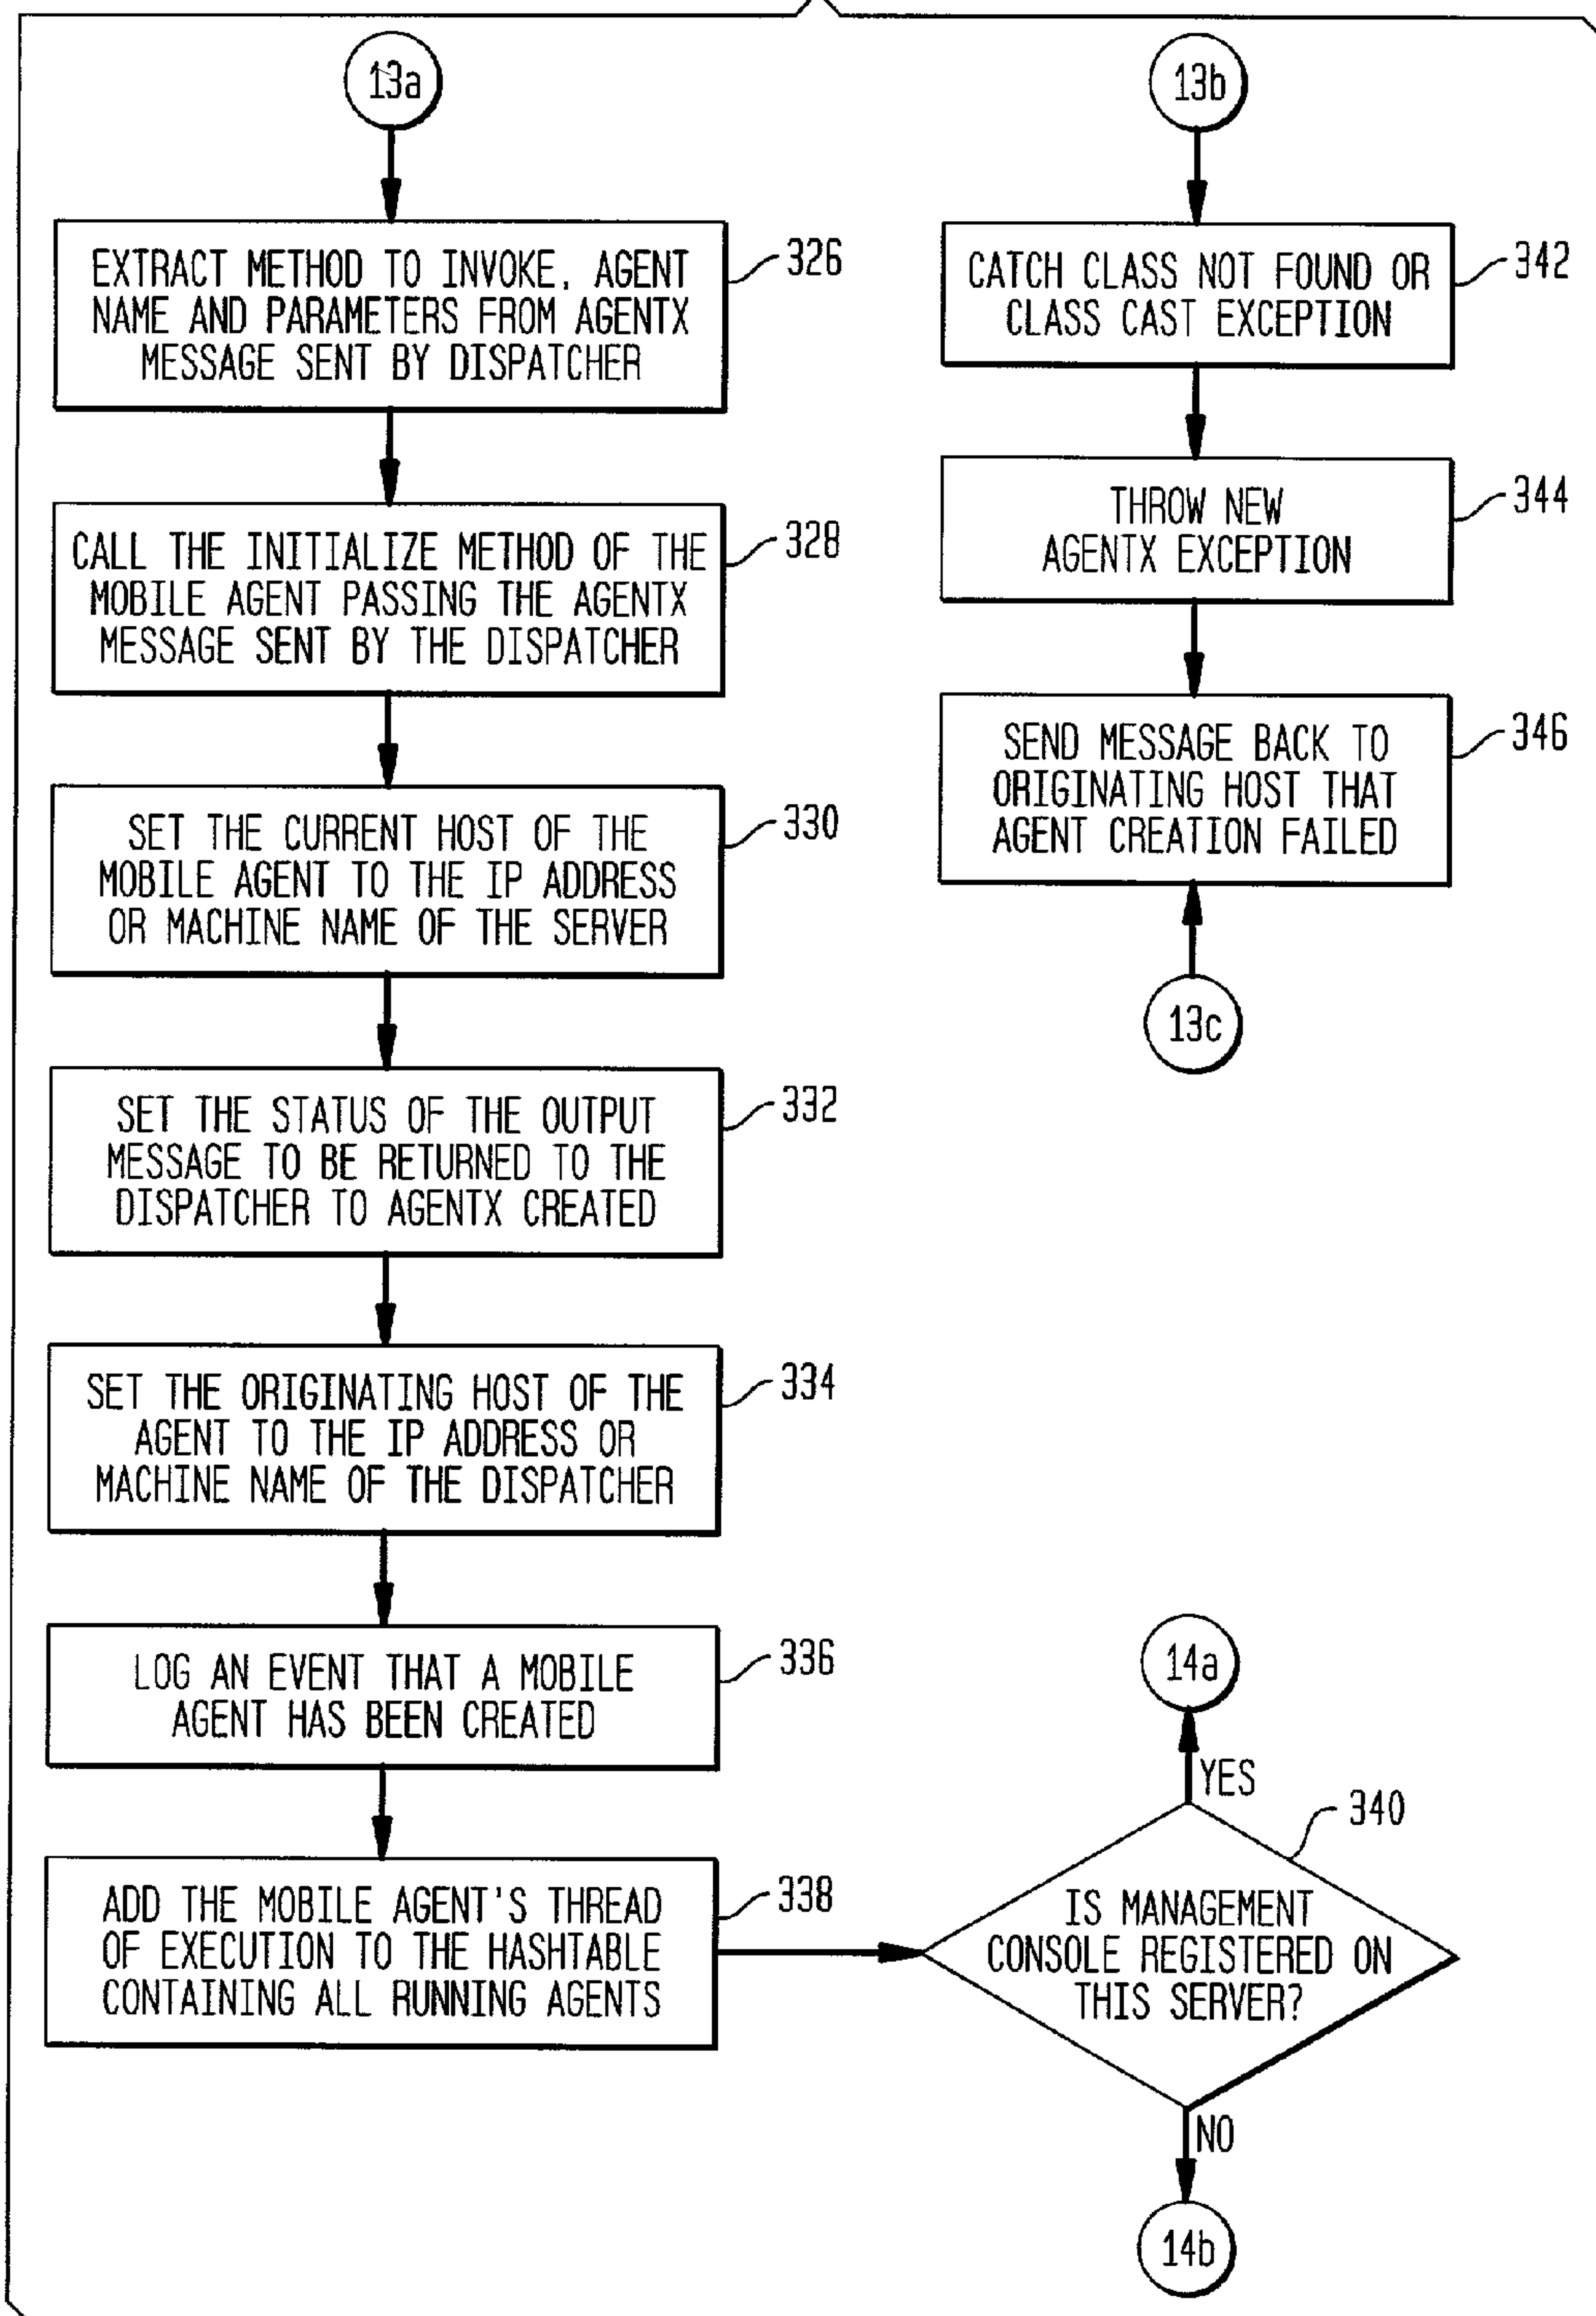 13a
EXTRACT METHOD TO INVOKE, AGENT
NAME AND PARAMETERS FROM AGENTX
MESSAGE SENT BY DISPATCHER
326
CALL THE INITIALIZE METHOD OF THE
MOBILE AGENT PASSING THE AGENTX
MESSAGE SENT BY THE DISPATCHER
328
SET THE CURRENT HOST OF THE
MOBILE AGENT TO THE IP ADDRESS
OR MACHINE NAME OF THE SERVER
330
SET THE STATUS OF THE OUTPUT
MESSAGE TO BE RETURNED TO THE
DISPATCHER TO AGENTX CREATED
332
SET THE ORIGINATING HOST OF THE
AGENT TO THE IP ADDRESS OR
MACHINE NAME OF THE DISPATCHER
334
LOG AN EVENT THAT A MOBILE
AGENT HAS BEEN CREATED
336
ADD THE MOBILE AGENT'S THREAD
OF EXECUTION TO THE HASHTABLE
CONTAINING ALL RUNNING AGENTS
338
13b
CATCH CLASS NOT FOUND OR
CLASS CAST EXCEPTION
342
THROW NEW
AGENTX EXCEPTION
344
SEND MESSAGE BACK TO
ORIGINATING HOST THAT
AGENT CREATION FAILED
346
13c
14a
YES
340
IS MANAGEMENT
CONSOLE REGISTERED ON
THIS SERVER?
NO
14b